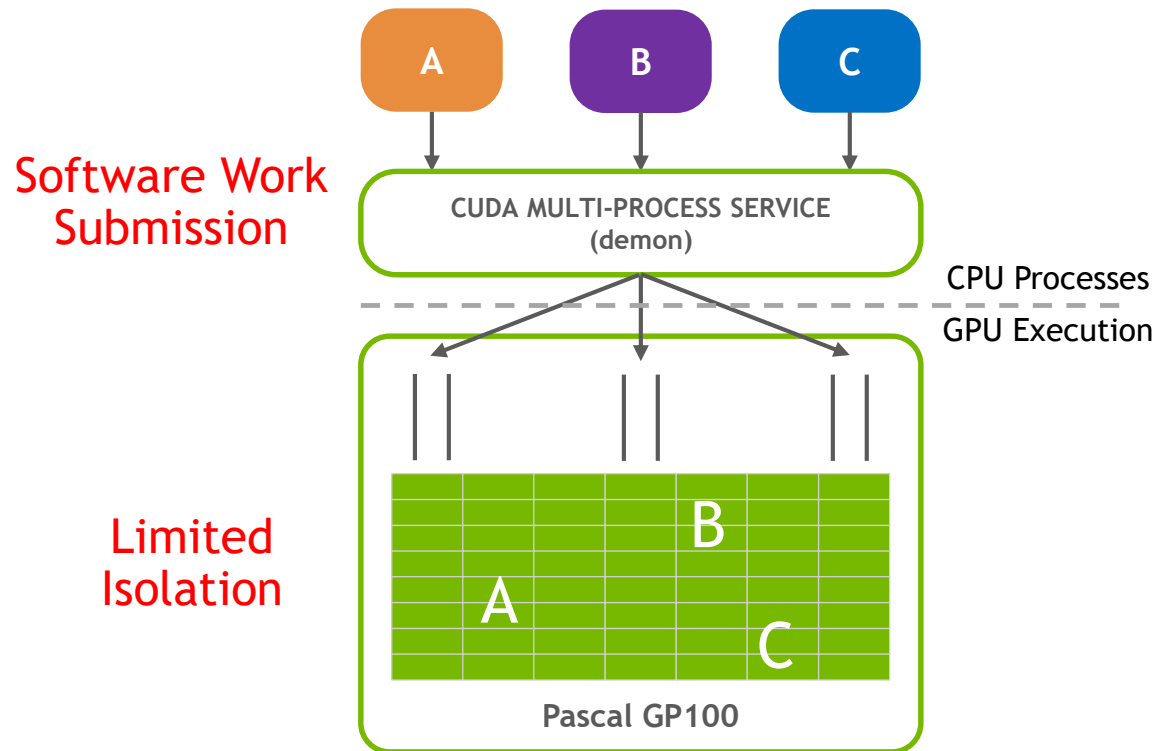 A
B
C
Software Work
Submission
CUDA MULTI-PROCESS SERVICE
(demon)
CPU Processes
GPU Execution
Limited
Isolation
B
A
C
Pascal GP100